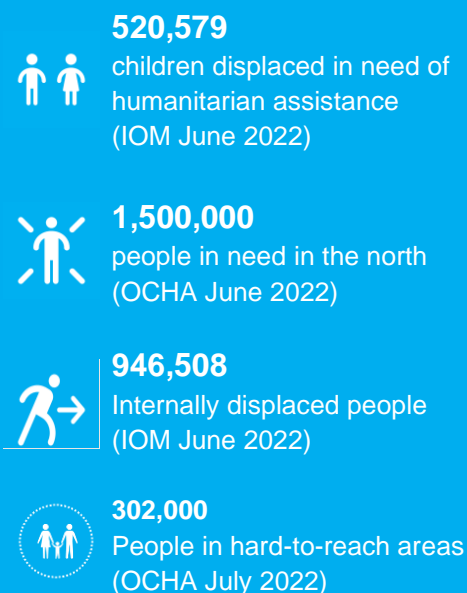 520,579
children displaced in need of
humanitarian assistance
(IOM June 2022)
1,500,000
people in need in the north
(OCHA June 2022)
946,508
Internally displaced people
(IOM June 2022)
302,000
People in hard-to-reach areas
(OCHA July 2022)